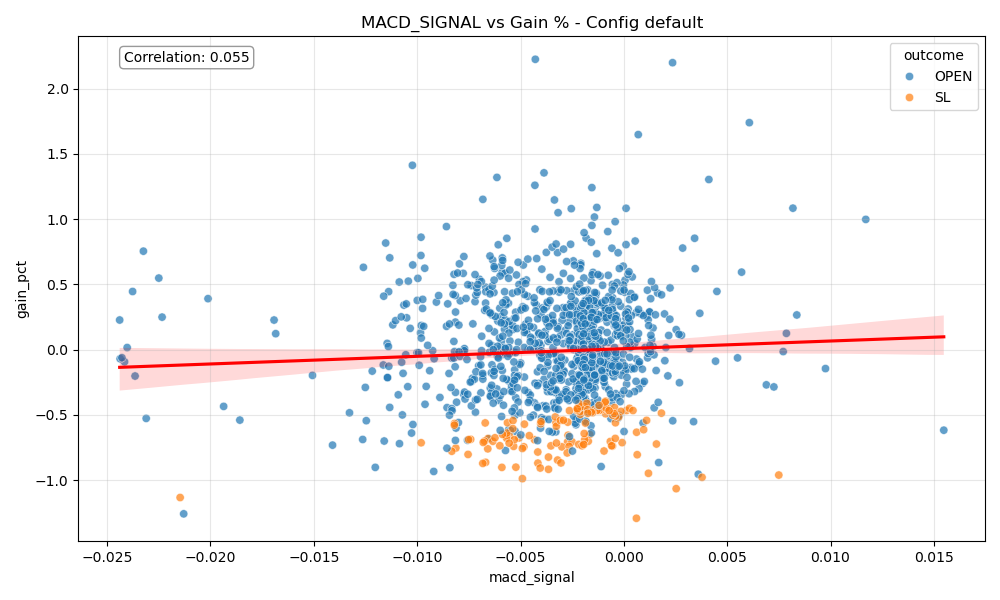 MACD_SIGNAL vs Gain % - Config default
Correlation: 0.055
outcome
OPEN
SL
gain_pct
2.0
1.5
1.0
0.5
0.0
−0.5
−1.0
−0.025
−0.020
−0.015
−0.010
−0.005
0.000
0.005
0.010
0.015
macd_signal